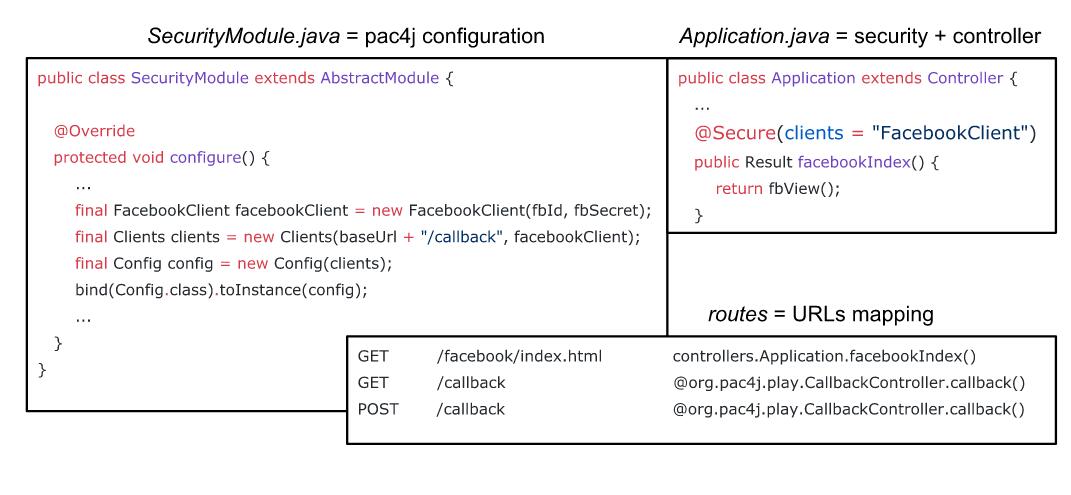 SecurityModule.java = pac4j configuration
public class SecurityModule extends AbstractModule {
@Override
protected void configure() {
...
final FacebookClient facebookClient = new FacebookClient(fbId, fbSecret);
final Clients clients = new Clients(baseUrl + "/callback", facebookClient);
final Config config = new Config(clients);
bind(Config.class).toInstance(config);
...
}
}
Application.java = security + controller
public class Application extends Controller {
...
@Secure(clients = "FacebookClient")
public Result facebookIndex() {
return fbView();
}
routes = URLs mapping
GET /facebook/index.html controllers.Application.facebookIndex()
GET /callback @org.pac4j.play.CallbackController.callback()
POST /callback @org.pac4j.play.CallbackController.callback()